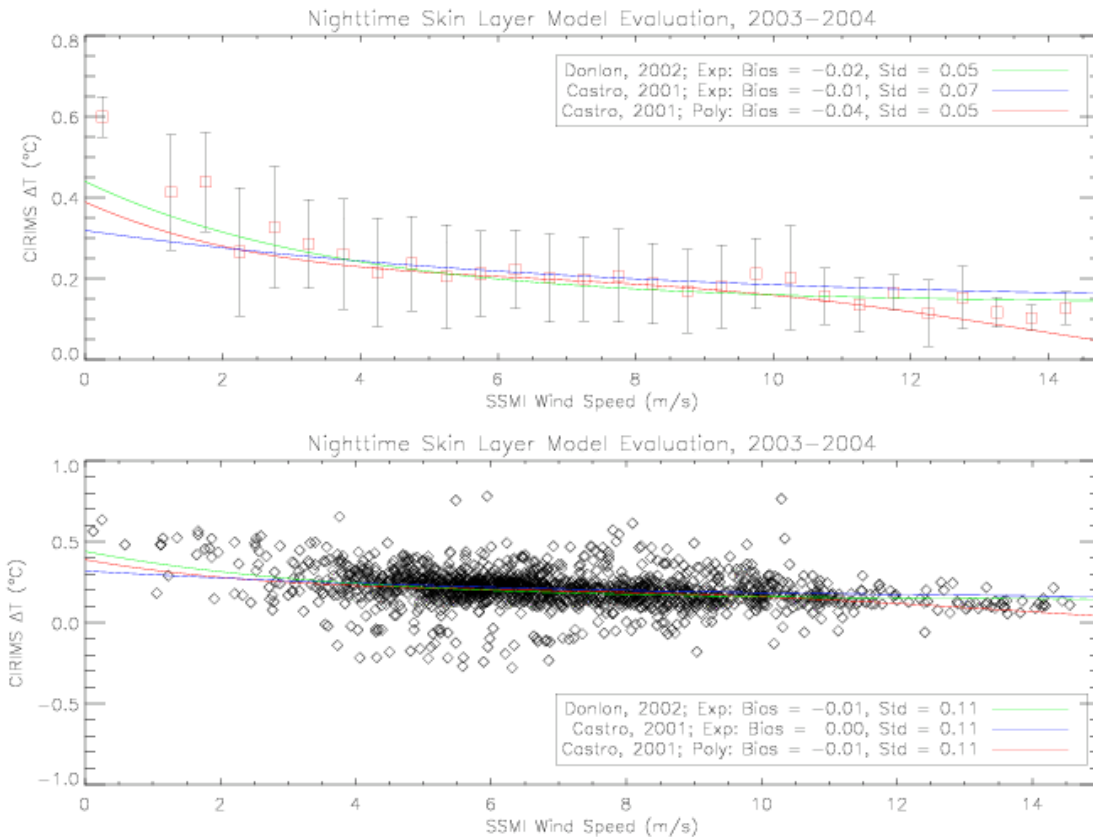 Nighttime Skin Layer Model Evaluation, 2003-2004
0.8
0.6
0.4
0.2
0.0
CIRIMS ΔT (°C)
Donlon, 2002; Exp: Bias = -0.02, Std = 0.05
Castro, 2001; Exp: Bias = -0.01, Std = 0.07
Castro, 2001; Poly: Bias = -0.04, Std = 0.05
0 2 4 6 8 10 12 14
SSMI Wind Speed (m/s)
Nighttime Skin Layer Model Evaluation, 2003-2004
1.0
0.5
0.0
-0.5
-1.0
CIRIMS ΔT (°C)
Donlon, 2002; Exp: Bias = -0.01, Std = 0.11
Castro, 2001; Exp: Bias = 0.00, Std = 0.11
Castro, 2001; Poly: Bias = -0.01, Std = 0.11
0 2 4 6 8 10 12 14
SSMI Wind Speed (m/s)